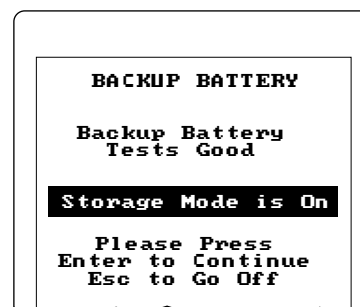 BACKUP BATTERY
Backup Battery
Tests Good
Storage Mode is On
Please Press
Enter to Continue
Esc to Go Off